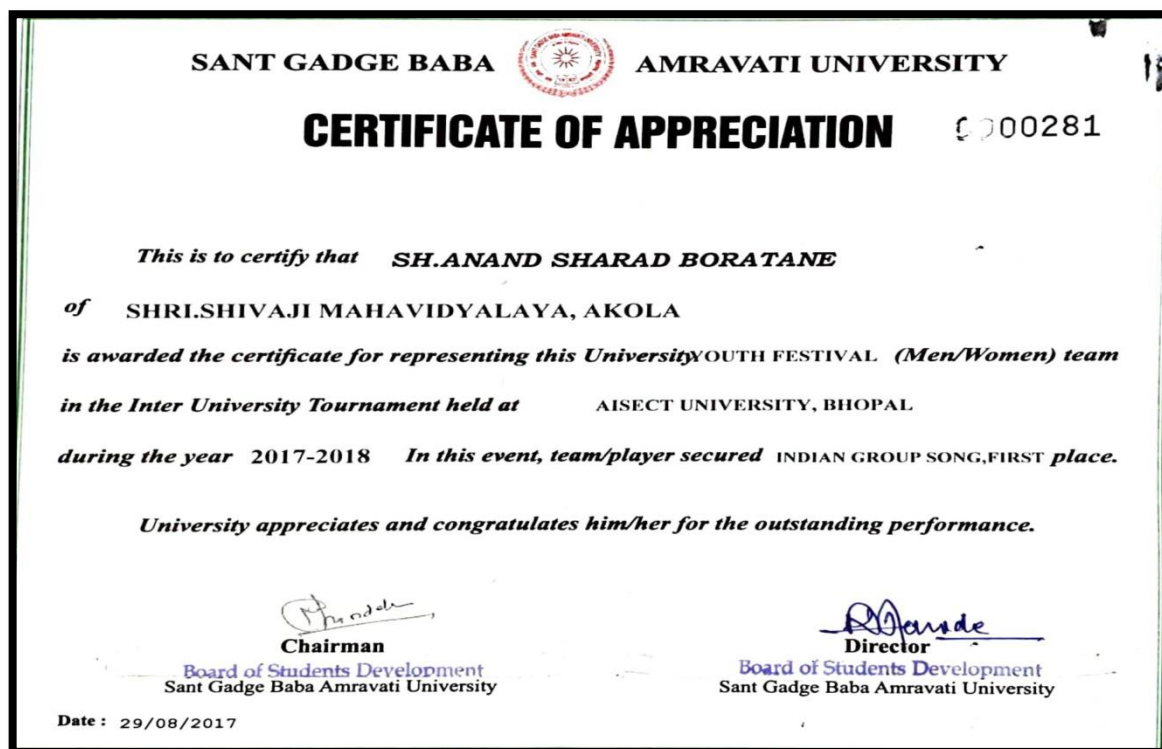 SANT GADGE BABA AMRAVATI UNIVERSITY
CERTIFICATE OF APPRECIATION 0000281
This is to certify that SH.ANAND SHARAD BORATANE
of SHRI.SHIVAJI MAHAVIDYALAYA, AKOLA
is awarded the certificate for representing this University YOUTH FESTIVAL (Men/Women) team
in the Inter University Tournament held at AISECT UNIVERSITY, BHOPAL
during the year 2017-2018 In this event, team/player secured INDIAN GROUP SONG,FIRST place.
University appreciates and congratulates him/her for the outstanding performance.
Chairman
Board of Students Development
Sant Gadge Baba Amravati University
Director
Board of Students Development
Sant Gadge Baba Amravati University
Date : 29/08/2017